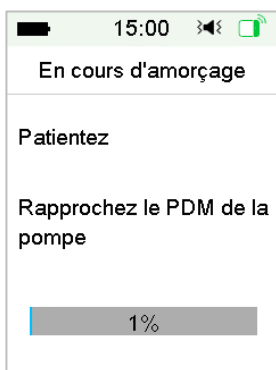 15:00
En cours d'amorçage
Patientez
Rapprochez le PDM de la
pompe
1%